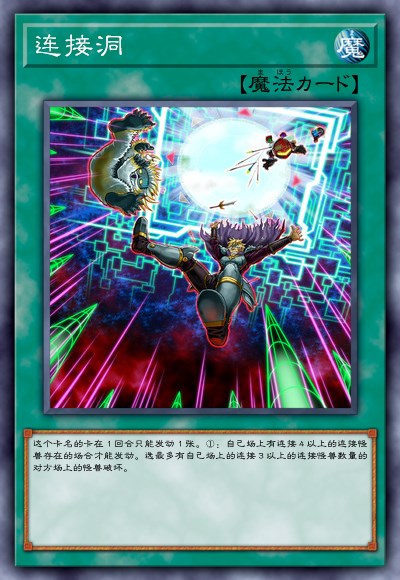 连接洞
魔
【魔法カード】
ま ほう
这个卡名的卡在１回合只能发动１张。①：自己场上有连接４以上的连接怪
兽存在的场合才能发动。选最多有自己场上的连接３以上的连接怪兽数量的
对方场上的怪兽破坏。